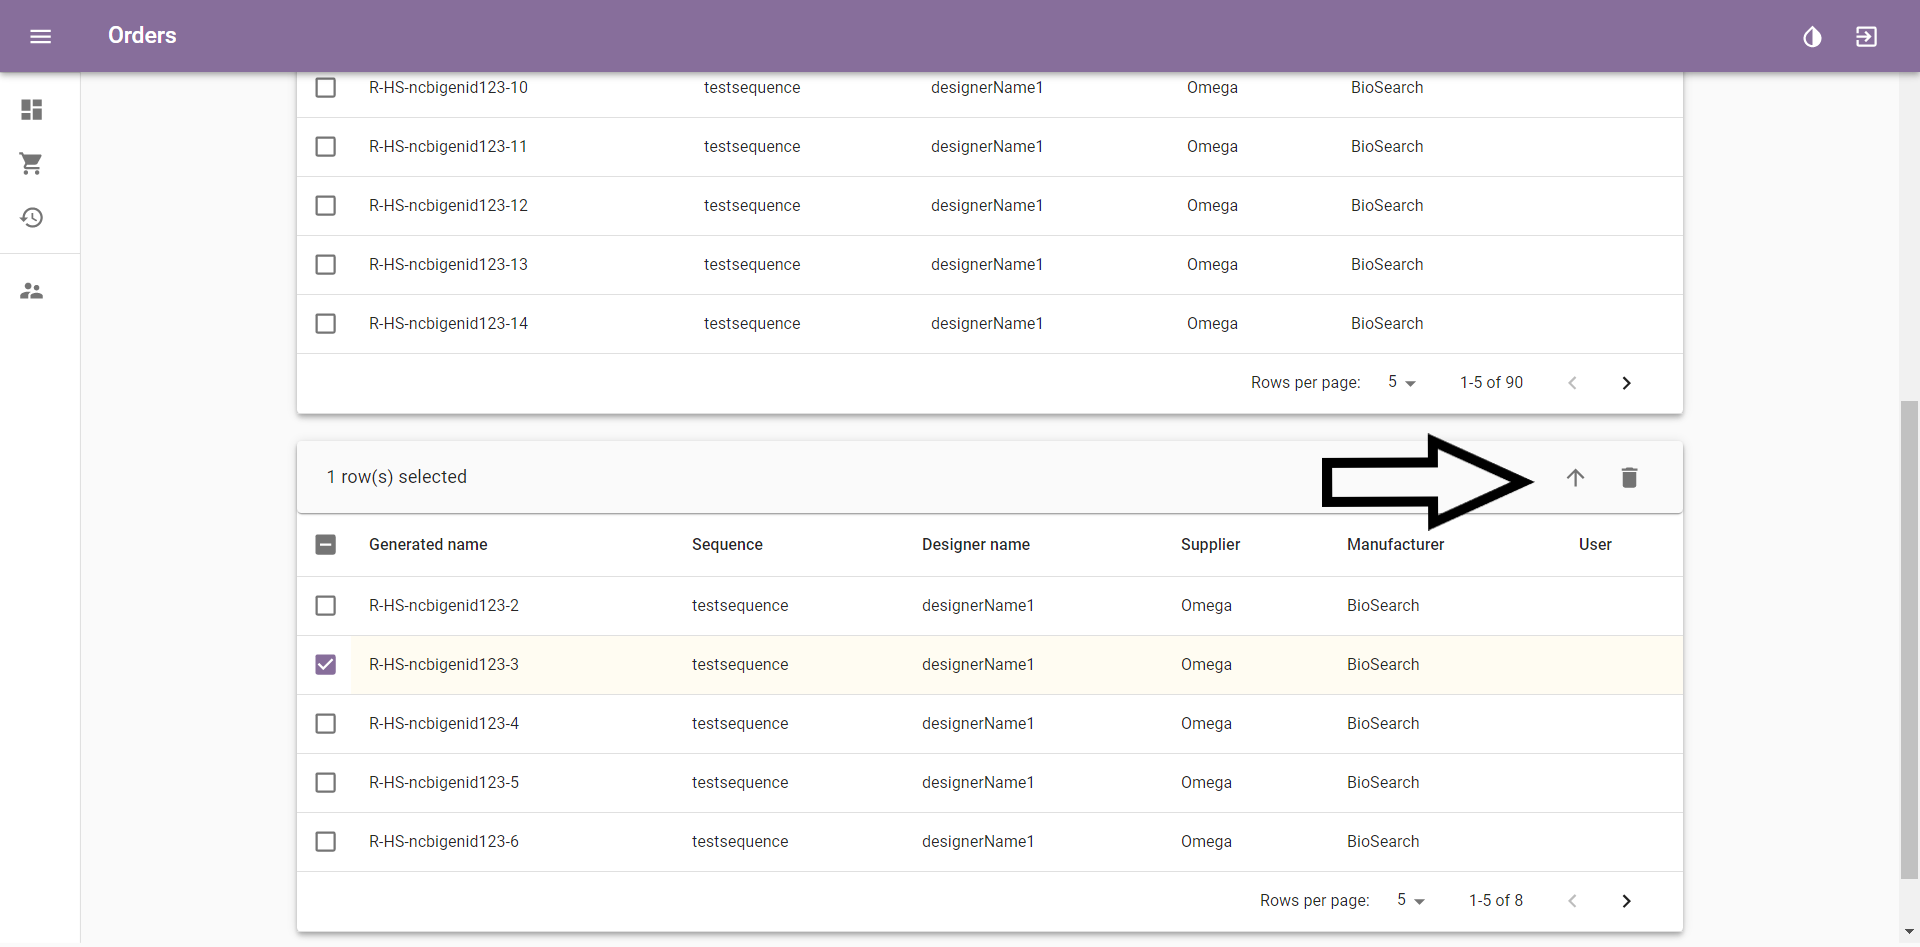 Orders
R-HS-ncbigenid123-10 testsequence designerName1 Omega BioSearch
R-HS-ncbigenid123-11 testsequence designerName1 Omega BioSearch
R-HS-ncbigenid123-12 testsequence designerName1 Omega BioSearch
R-HS-ncbigenid123-13 testsequence designerName1 Omega BioSearch
R-HS-ncbigenid123-14 testsequence designerName1 Omega BioSearch
Rows per page: 5 1-5 of 90
1 row(s) selected
Generated name Sequence Designer name Supplier Manufacturer User
R-HS-ncbigenid123-2 testsequence designerName1 Omega BioSearch
R-HS-ncbigenid123-3 testsequence designerName1 Omega BioSearch
R-HS-ncbigenid123-4 testsequence designerName1 Omega BioSearch
R-HS-ncbigenid123-5 testsequence designerName1 Omega BioSearch
R-HS-ncbigenid123-6 testsequence designerName1 Omega BioSearch
Rows per page: 5 1-5 of 8